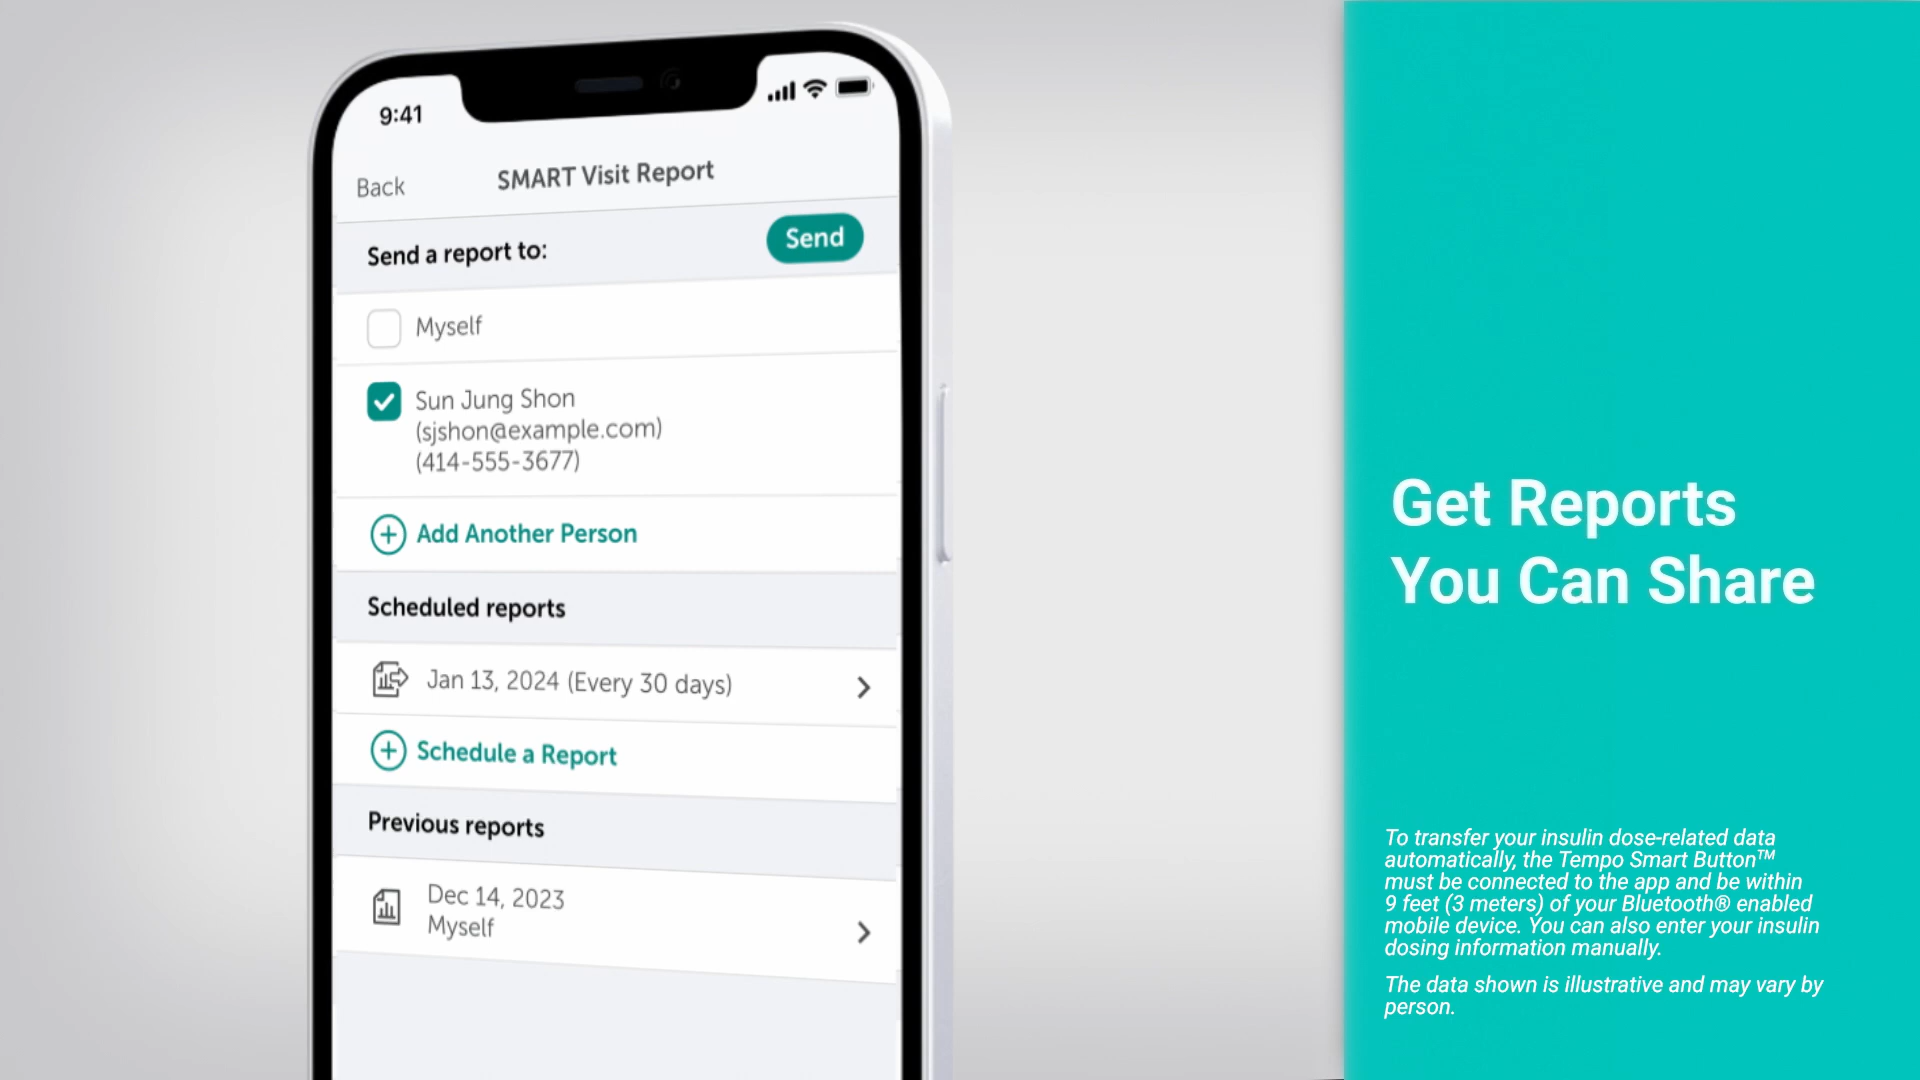 9:41
Back
SMART Visit Report
Send a report to:
Send
Myself
Sun Jung Shon
(sjshon@example.com)
(414-555-3677)
Add Another Person
Scheduled reports
Jan 13, 2024 (Every 30 days)
Schedule a Report
Previous reports
Dec 14, 2023
Myself
Get Reports
You Can Share
To transfer your insulin dose-related data
automatically, the Tempo Smart Button™
must be connected to the app and be within
9 feet (3 meters) of your Bluetooth® enabled
mobile device. You can also enter your insulin
dosing information manually.
The data shown is illustrative and may vary by
person.